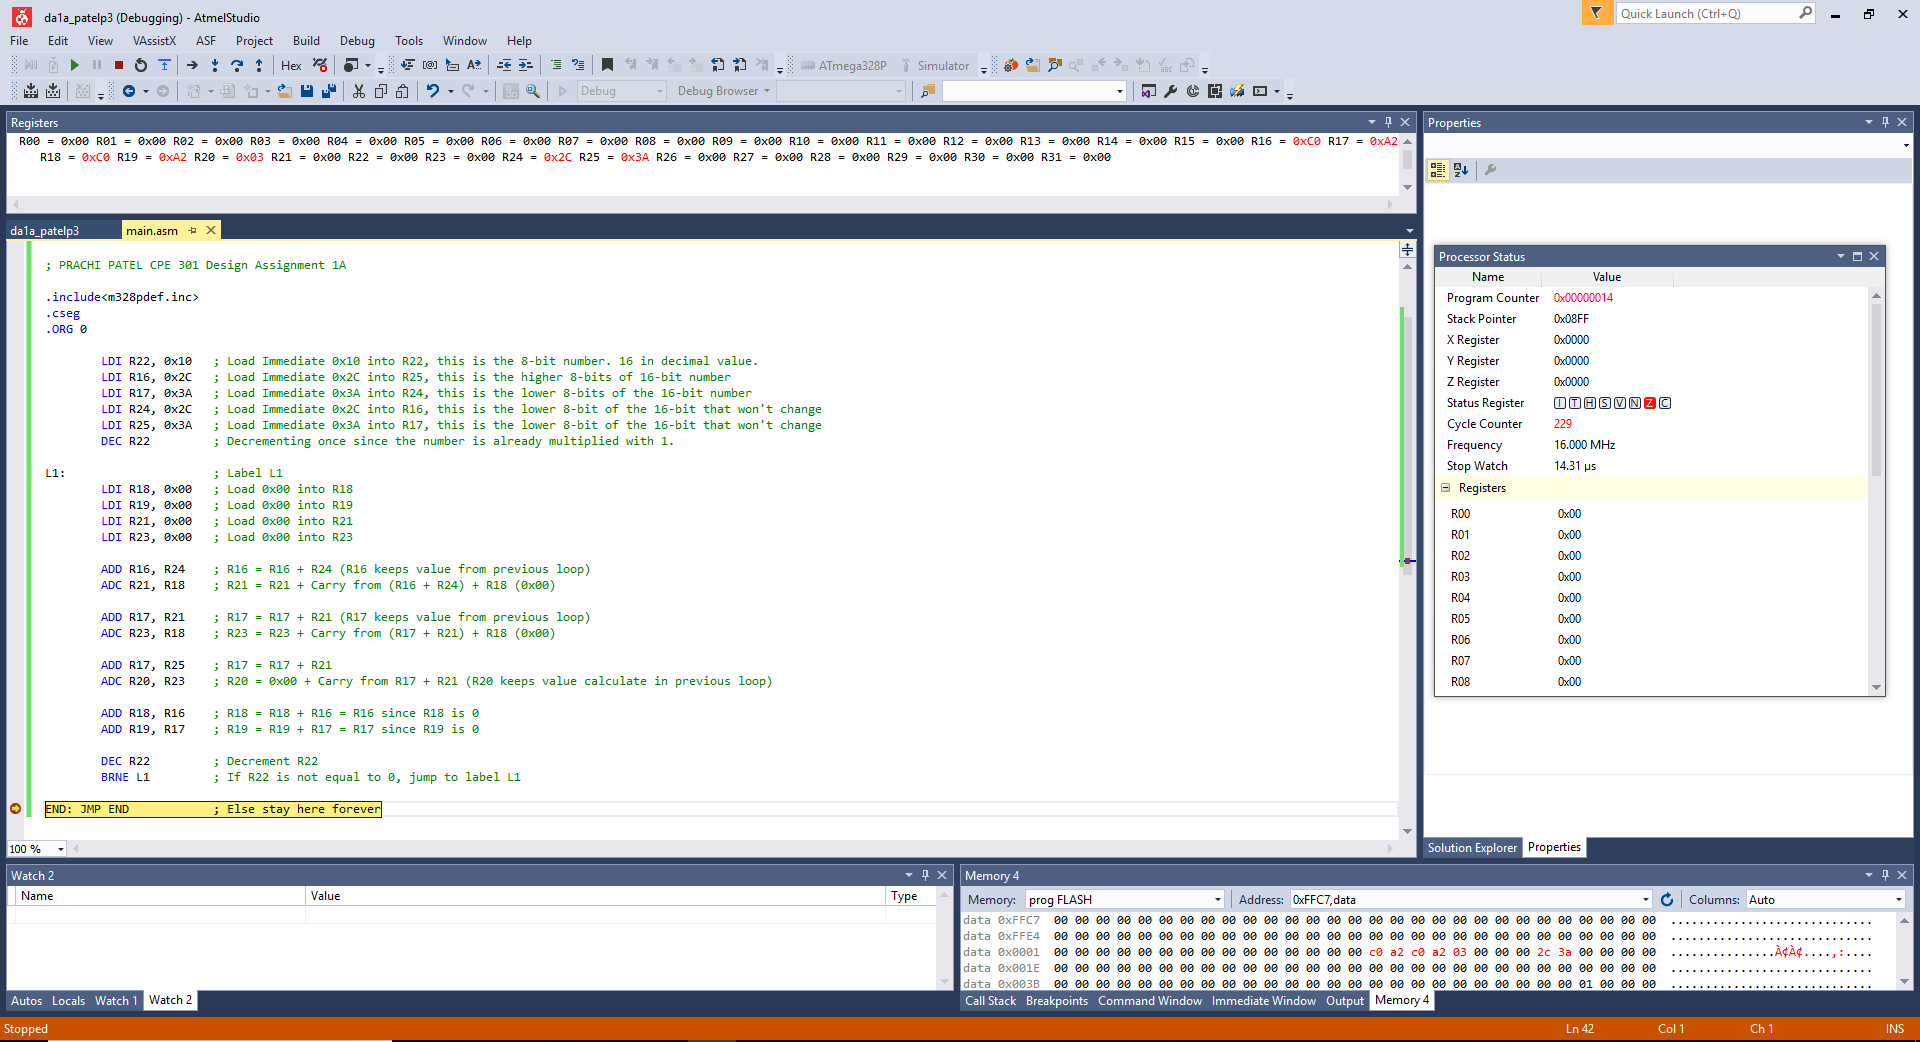 da1a_patelp3 (Debugging) - AtmelStudio
Quick Launch (Ctrl+Q)
File Edit View VAssistX ASF Project Build Debug Tools Window Help
Hex ATmega328P Simulator
Debug Debug Browser
Registers
R00 = 0x00 R01 = 0x00 R02 = 0x00 R03 = 0x00 R04 = 0x00 R05 = 0x00 R06 = 0x00 R07 = 0x00 R08 = 0x00 R09 = 0x00 R10 = 0x00 R11 = 0x00 R12 = 0x00 R13 = 0x00 R14 = 0x00 R15 = 0x00 R16 = 0xC0 R17 = 0xA2
R18 = 0xC0 R19 = 0xA2 R20 = 0x03 R21 = 0x00 R22 = 0x00 R23 = 0x00 R24 = 0x2C R25 = 0x3A R26 = 0x00 R27 = 0x00 R28 = 0x00 R29 = 0x00 R30 = 0x00 R31 = 0x00
da1a_patelp3 main.asm
; PRACHI PATEL CPE 301 Design Assignment 1A
.include<m328pdef.inc>
.cseg
.ORG 0
LDI R22, 0x10 ; Load Immediate 0x10 into R22, this is the 8-bit number. 16 in decimal value.
LDI R16, 0x2C ; Load Immediate 0x2C into R25, this is the higher 8-bits of 16-bit number
LDI R17, 0x3A ; Load Immediate 0x3A into R24, this is the lower 8-bits of the 16-bit number
LDI R24, 0x2C ; Load Immediate 0x2C into R16, this is the lower 8-bit of the 16-bit that won't change
LDI R25, 0x3A ; Load Immediate 0x3A into R17, this is the lower 8-bit of the 16-bit that won't change
DEC R22 ; Decrementing once since the number is already multiplied with 1.
L1: ; Label L1
LDI R18, 0x00 ; Load 0x00 into R18
LDI R19, 0x00 ; Load 0x00 into R19
LDI R21, 0x00 ; Load 0x00 into R21
LDI R23, 0x00 ; Load 0x00 into R23
ADD R16, R24 ; R16 = R16 + R24 (R16 keeps value from previous loop)
ADC R21, R18 ; R21 = R21 + Carry from (R16 + R24) + R18 (0x00)
ADD R17, R21 ; R17 = R17 + R21 (R17 keeps value from previous loop)
ADC R23, R18 ; R23 = R23 + Carry from (R17 + R21) + R18 (0x00)
ADD R17, R25 ; R17 = R17 + R21
ADC R20, R23 ; R20 = 0x00 + Carry from R17 + R21 (R20 keeps value calculate in previous loop)
ADD R18, R16 ; R18 = R18 + R16 = R16 since R18 is 0
ADD R19, R17 ; R19 = R19 + R17 = R17 since R19 is 0
DEC R22 ; Decrement R22
BRNE L1 ; If R22 is not equal to 0, jump to label L1
END: JMP END ; Else stay here forever
100 %
Properties
Processor Status
Name Value
Program Counter 0x00000014
Stack Pointer 0x08FF
X Register 0x0000
Y Register 0x0000
Z Register 0x0000
Status Register I T H S V N Z C
Cycle Counter 229
Frequency 16.000 MHz
Stop Watch 14.31 µs
Registers
R00 0x00
R01 0x00
R02 0x00
R03 0x00
R04 0x00
R05 0x00
R06 0x00
R07 0x00
R08 0x00
Solution Explorer Properties
Watch 2
Name Value Type
Autos Locals Watch 1 Watch 2
Memory 4
Memory: prog FLASH Address: 0xFFC7,data Columns: Auto
data 0xFFC7 00 00 00 00 00 00 00 00 00 00 00 00 00 00 00 00 00 00 00 00 00 00 00 00 00 00 00 00 00 .............................
data 0xFFE4 00 00 00 00 00 00 00 00 00 00 00 00 00 00 00 00 00 00 00 00 00 00 00 00 00 00 00 00 00 .............................
data 0x0001 00 00 00 00 00 00 00 00 00 00 00 00 00 00 00 c0 a2 c0 a2 03 00 00 00 2c 3a 00 00 00 00 ...............À¢À¢....,:....
data 0x001E 00 00 00 00 00 00 00 00 00 00 00 00 00 00 00 00 00 00 00 00 00 00 00 00 00 00 00 00 00 .............................
data 0x003B 00 00 00 00 00 00 00 00 00 00 00 00 00 00 00 00 00 00 00 00 00 00 00 00 00 01 00 00 00 .............................
Call Stack Breakpoints Command Window Immediate Window Output Memory 4
Stopped Ln 42 Col 1 Ch 1 INS